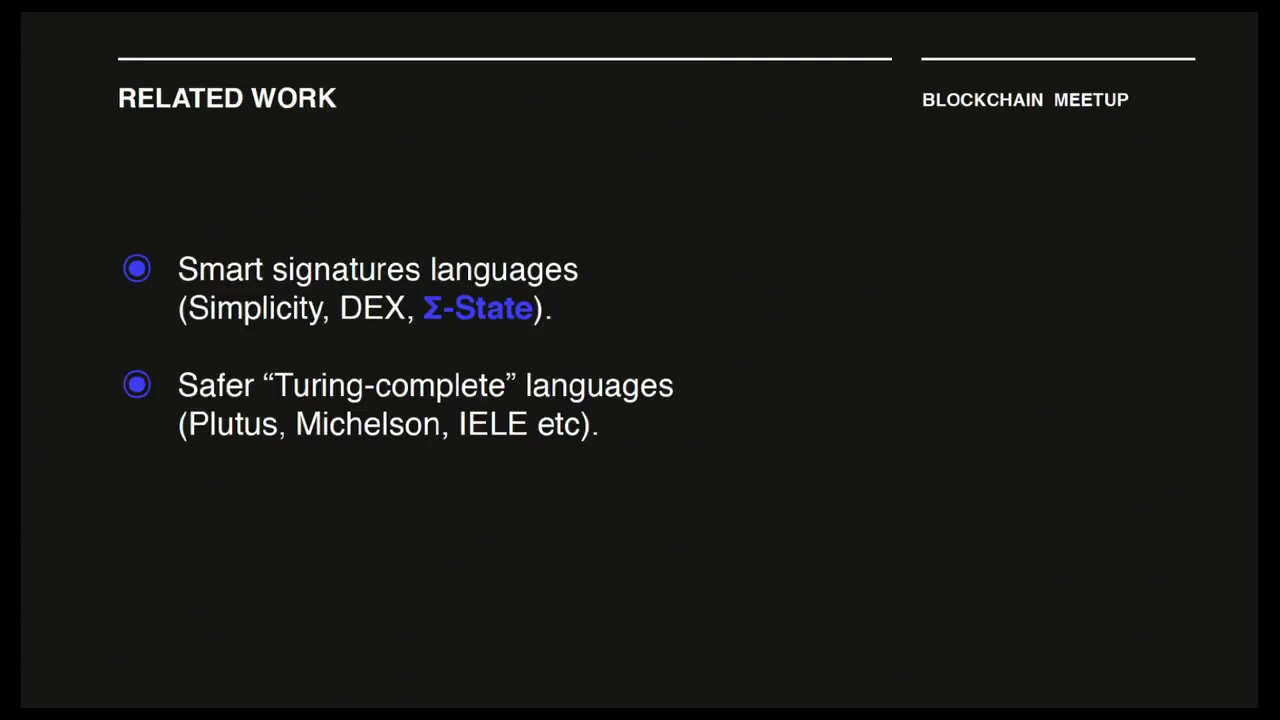 RELATED WORK
BLOCKCHAIN MEETUP
Smart signatures languages
(Simplicity, DEX, Σ-State).
Safer “Turing-complete” languages
(Plutus, Michelson, IELE etc).